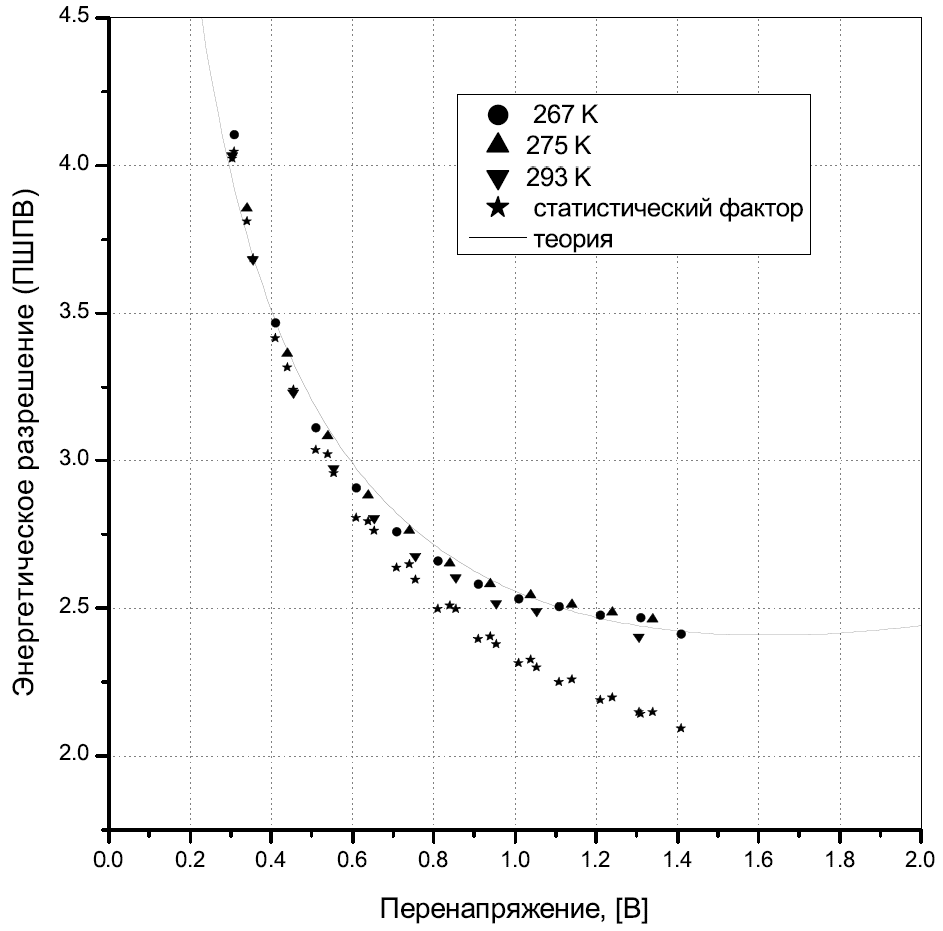 4.5
4.0
3.5
3.0
2.5
2.0
Энергетическое разрешение (ПШПВ)
267 K
275 K
293 K
статистический фактор
теория
0.0 0.2 0.4 0.6 0.8 1.0 1.2 1.4 1.6 1.8 2.0
Перенапряжение, [В]